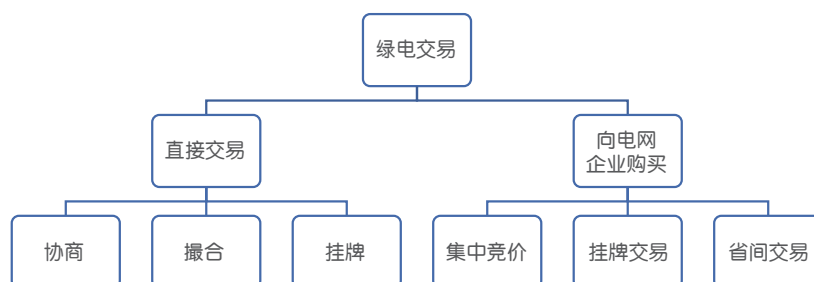 绿电交易
直接交易
向电网
企业购买
协商
撮合
挂牌
集中竞价
挂牌交易
省间交易